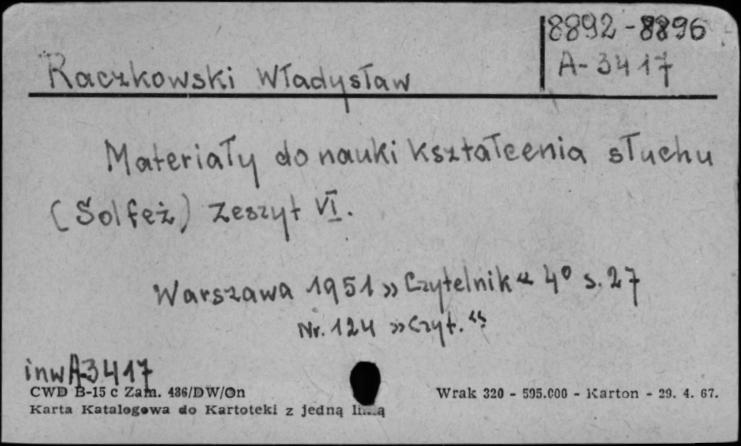 8892-8896
Raczkowski Władysław
A-3417
Materiały do nauki kształcenia słuchu
(Solfeż) Zeszyt VI.
Warszawa 1951 »Czytelnik« 4° s. 27
Nr. 124 »Czyt.“
inw A-3417
CWD B-15 c Zam. 436/DW/On
Wrak 320 - 595.000 - Karton - 29. 4. 67.
Karta Katalogowa do Kartoteki z jedną